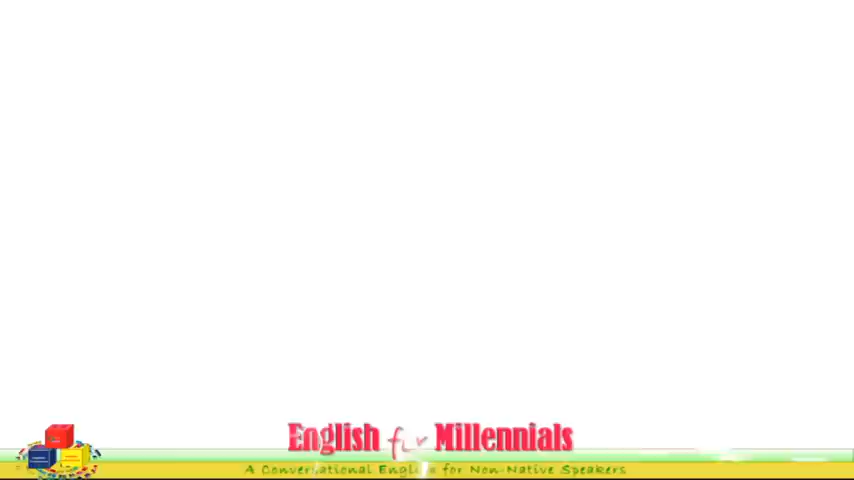 English for Millennials
A Conversational English for Non-Native Speakers